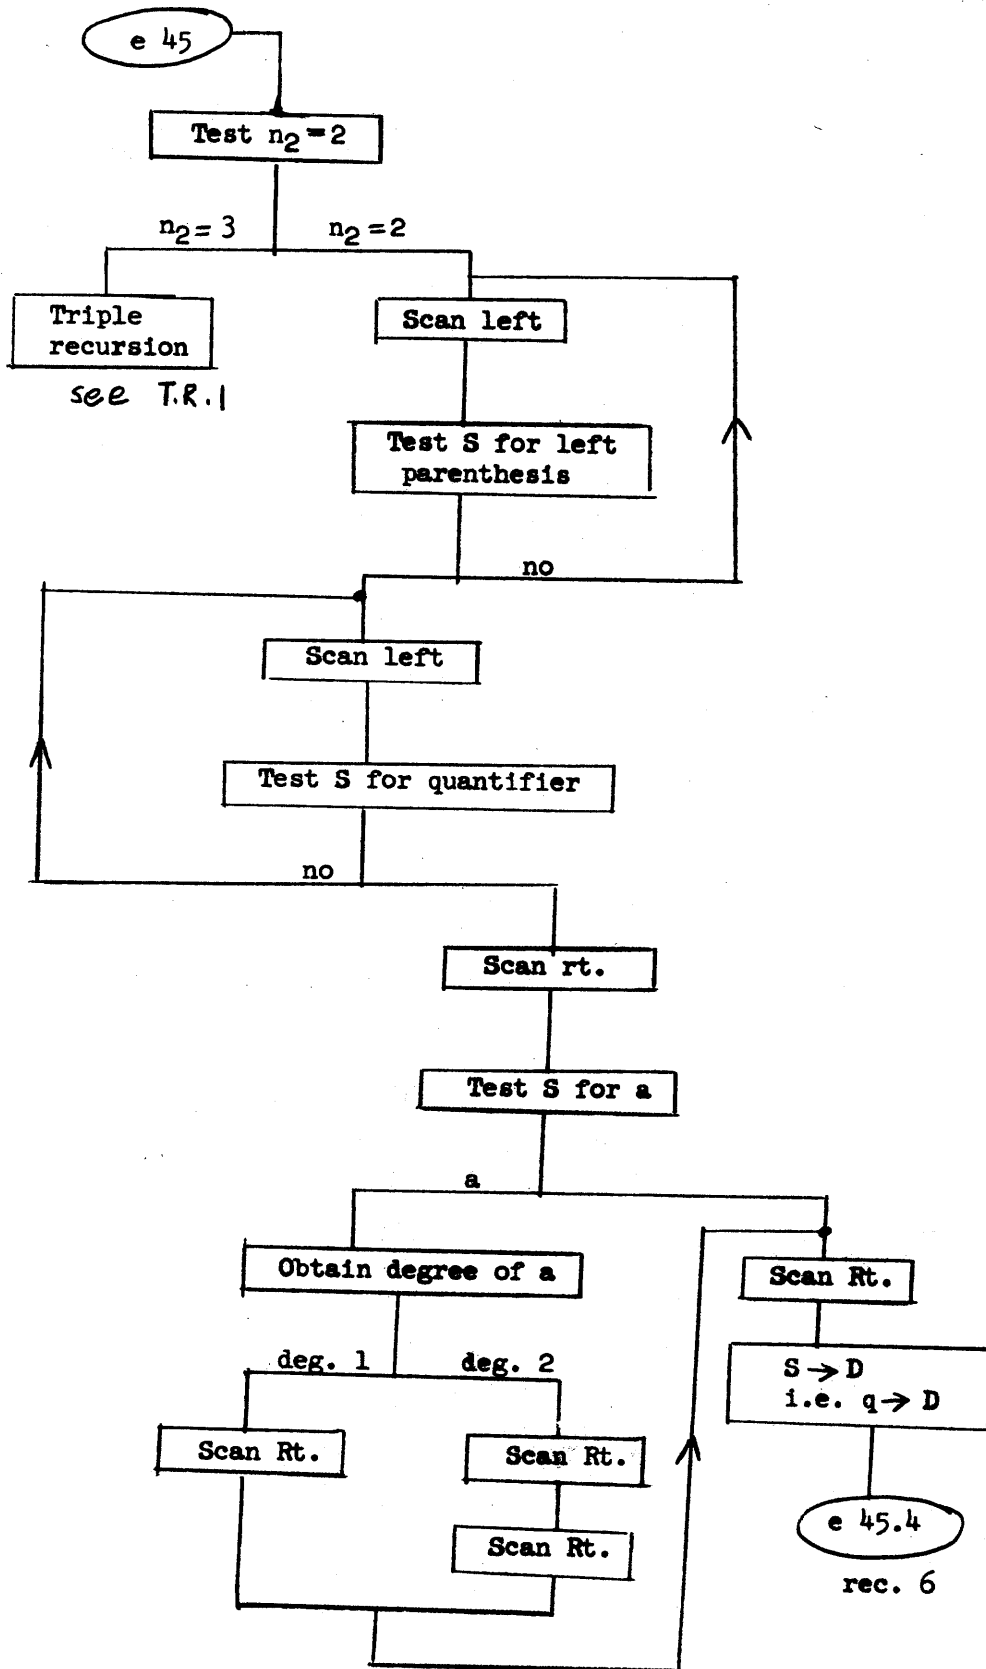 e 45
Test n₂=2
n₂=3
n₂=2
Triple
recursion
see T.R.1
Scan left
Test S for left
parenthesis
no
Scan left
Test S for quantifier
no
Scan rt.
Test S for a
a
Obtain degree of a
Scan Rt.
S→D
i.e. q→D
deg. 1
deg. 2
Scan Rt.
Scan Rt.
Scan Rt.
e 45.4
rec. 6